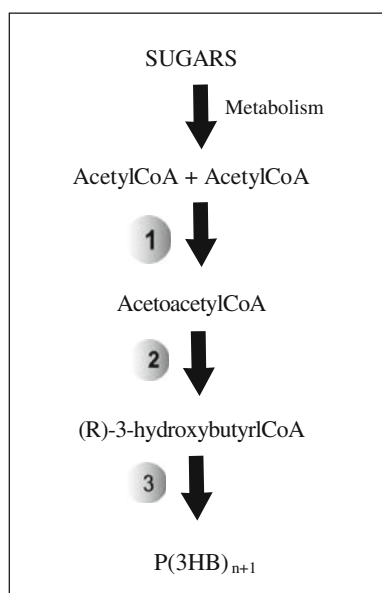 SUGARS
Metabolism
AcetylCoA + AcetylCoA
1
AcetoacetylCoA
2
(R)-3-hydroxybutyrlCoA
3
P(3HB) n+1